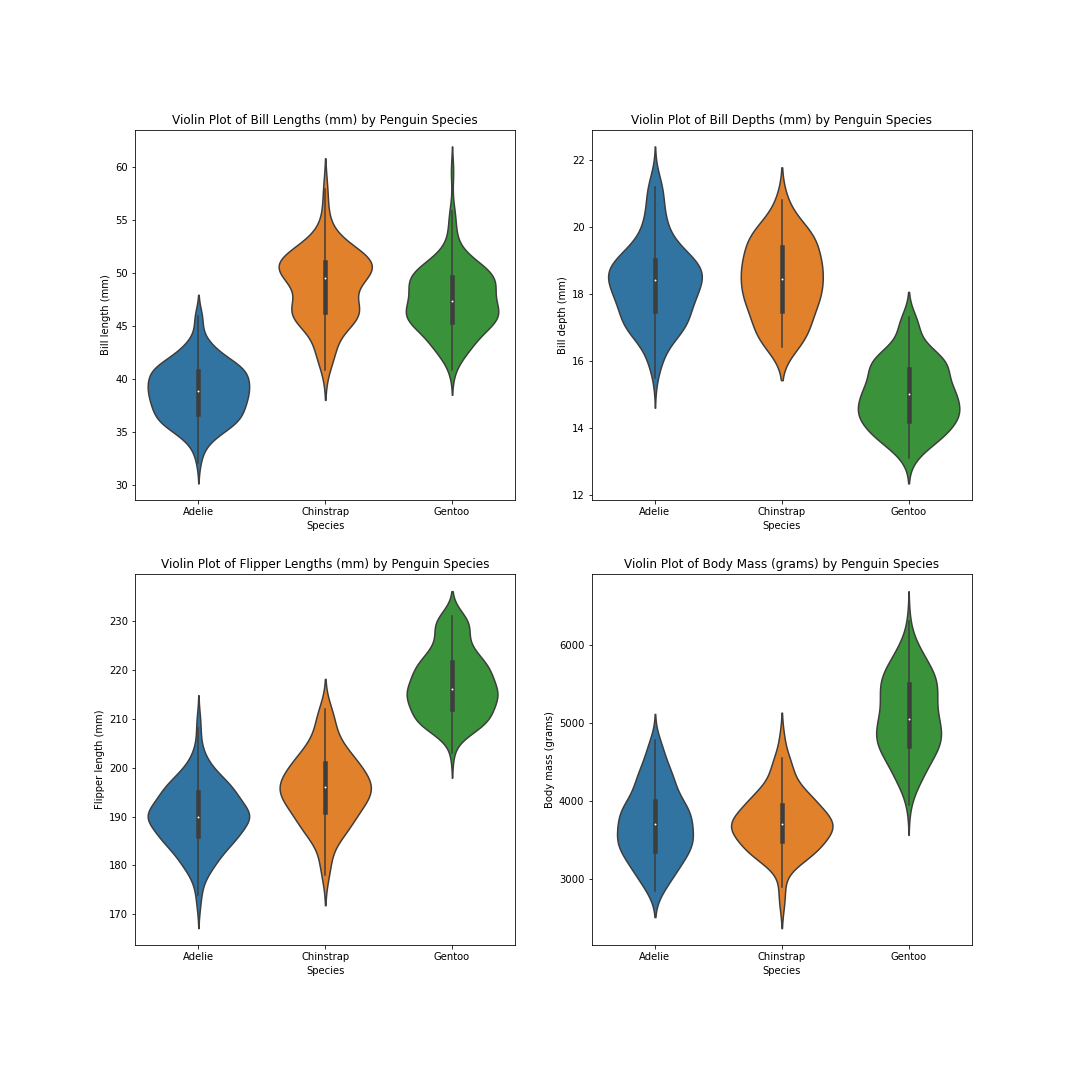 Violin Plot of Bill Lengths (mm) by Penguin Species
60
55
50
45
40
35
30
Bill length (mm)
Adelie Chinstrap Gentoo
Species
Violin Plot of Bill Depths (mm) by Penguin Species
22
20
18
16
14
12
Bill depth (mm)
Adelie Chinstrap Gentoo
Species
Violin Plot of Flipper Lengths (mm) by Penguin Species
230
220
210
200
190
180
170
Flipper length (mm)
Adelie Chinstrap Gentoo
Species
Violin Plot of Body Mass (grams) by Penguin Species
6000
5000
4000
3000
Body mass (grams)
Adelie Chinstrap Gentoo
Species